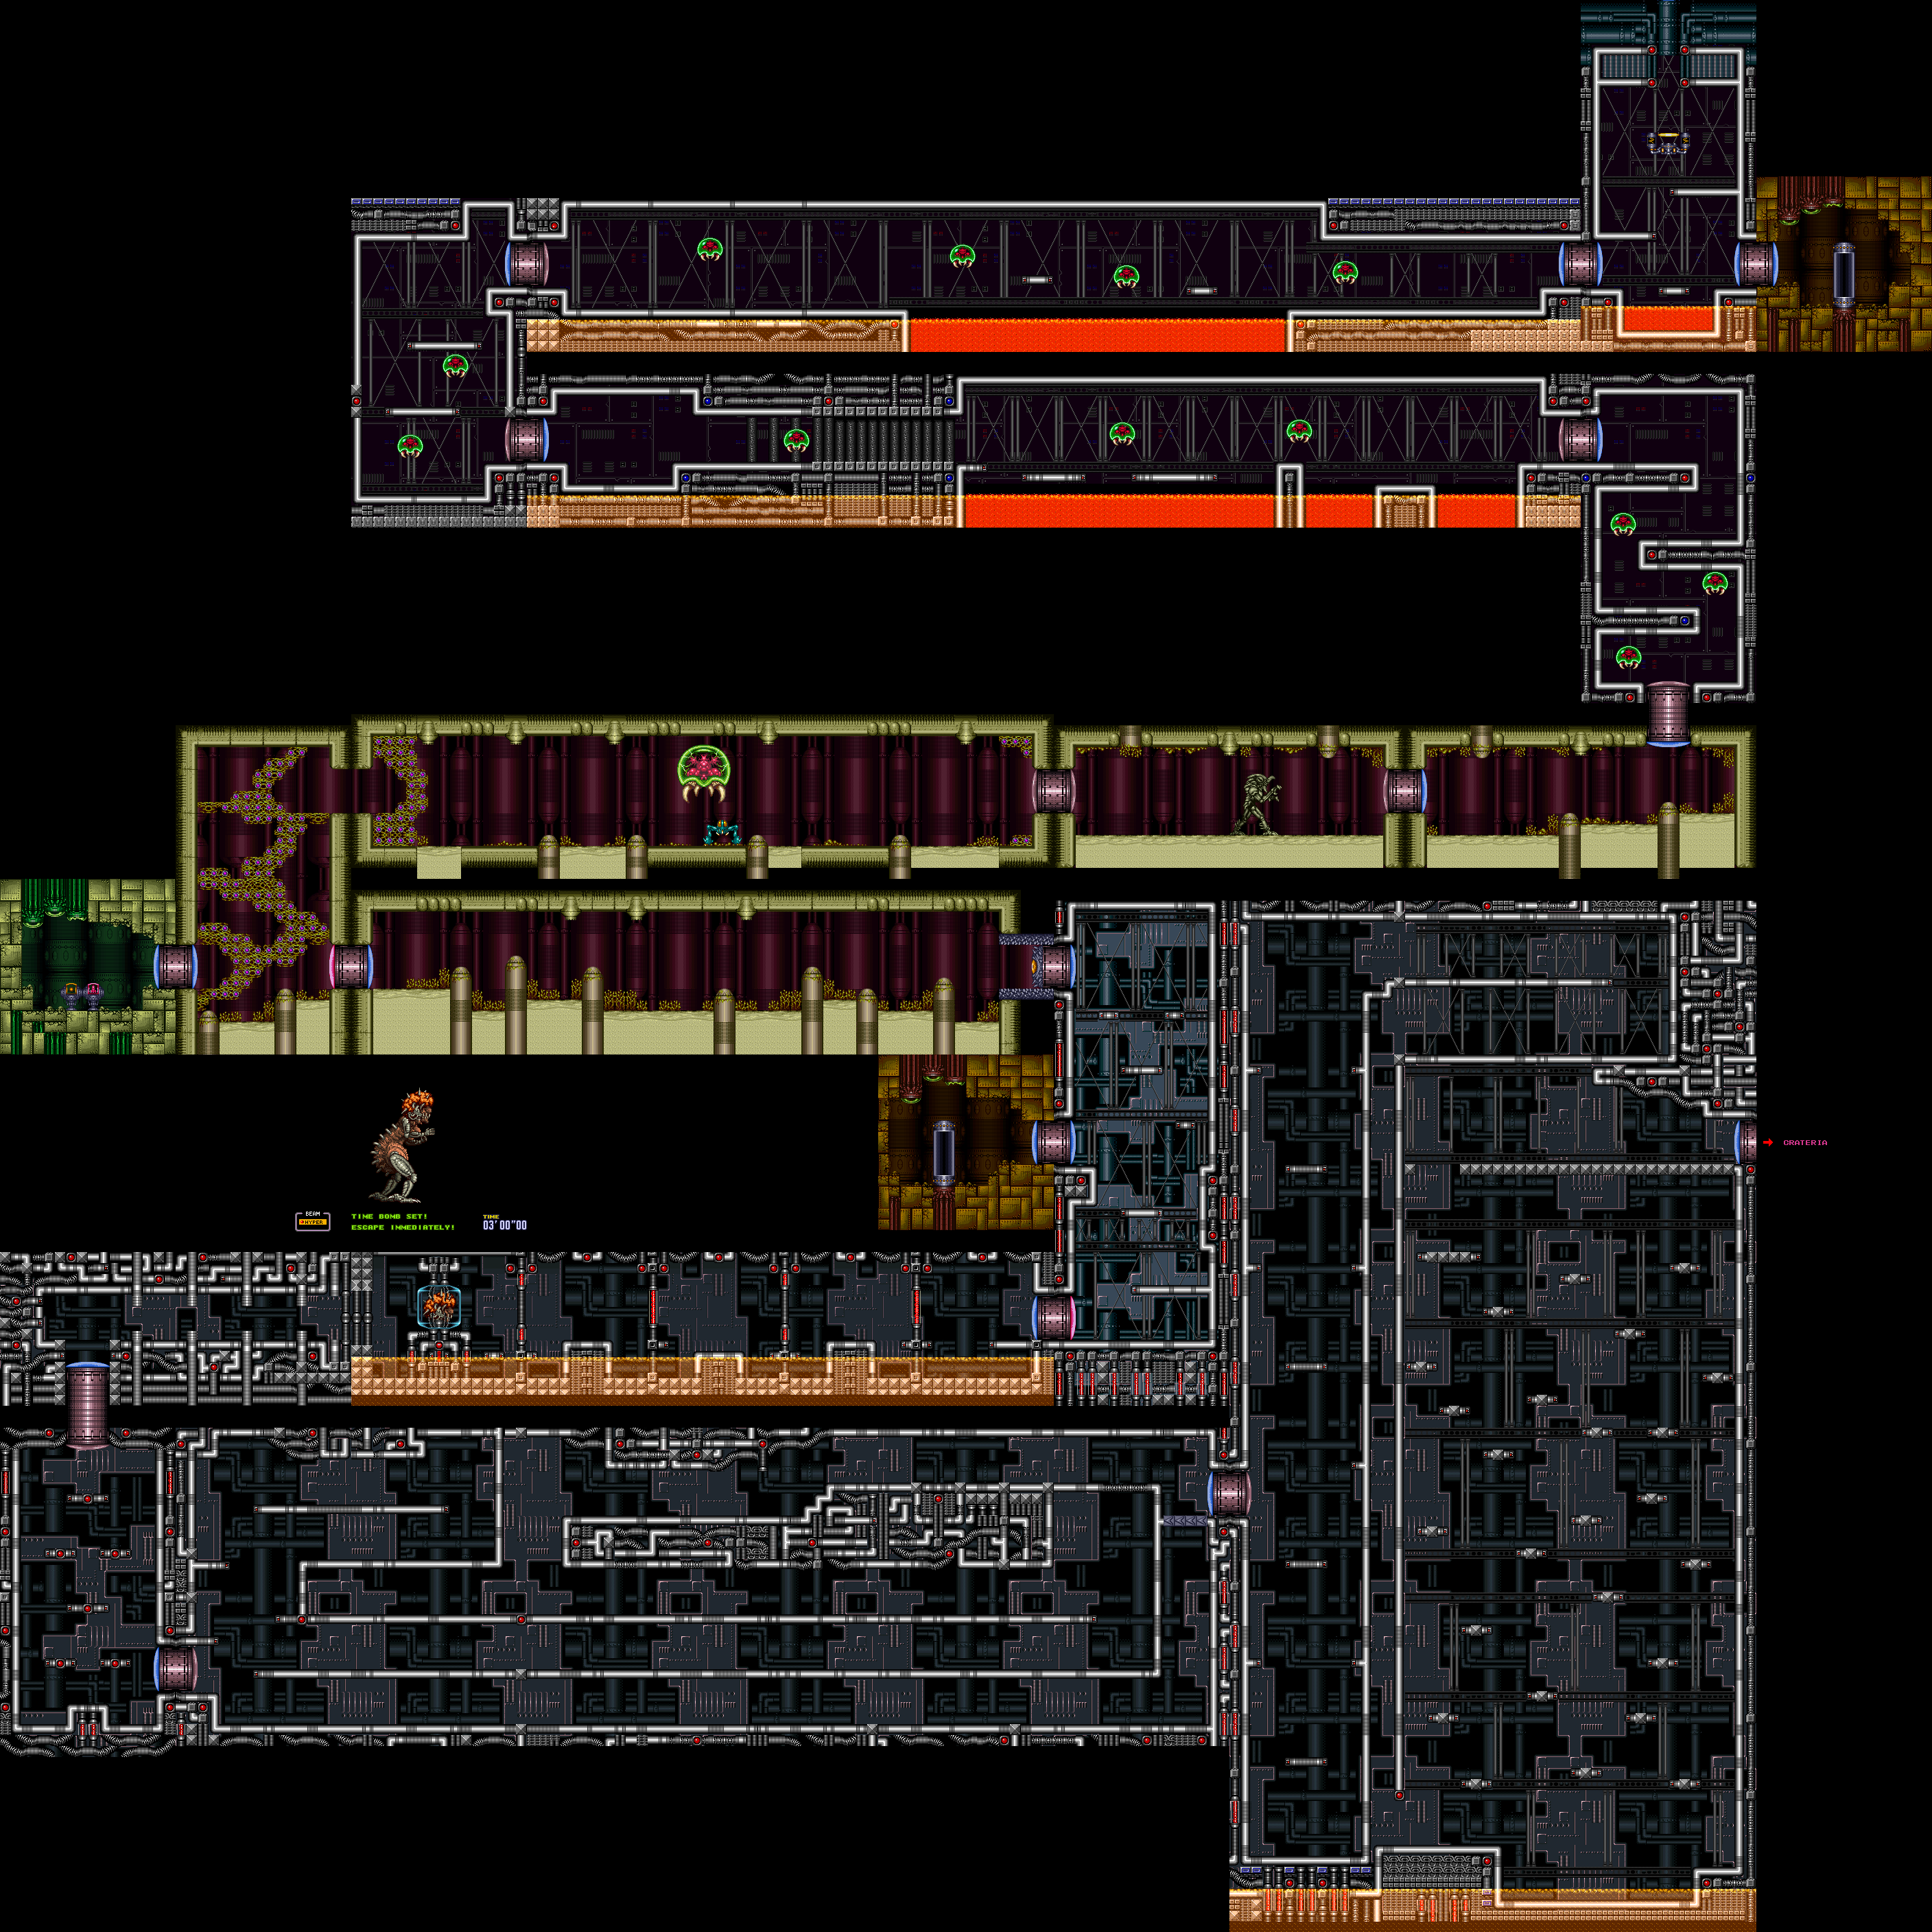 CRATERIA
BEAM
HYPER
TIME BOMB SET!
ESCAPE IMMEDIATELY!
TIME
03'00"00